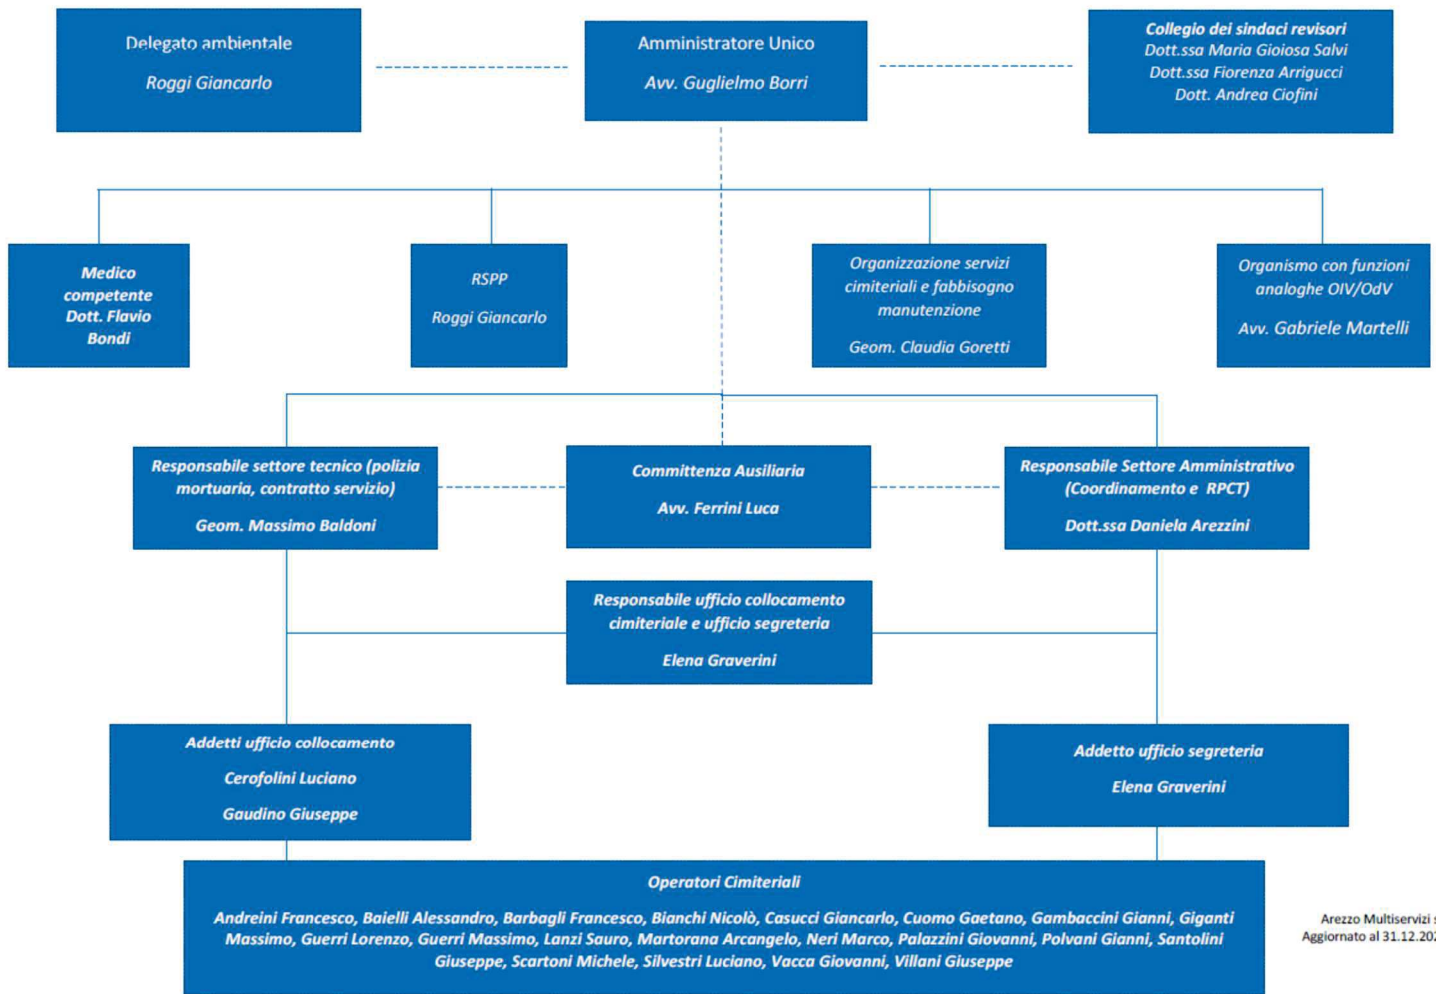 Delegato ambientale
Roggi Giancarlo
Amministratore Unico
Avv. Guglielmo Borri
Collegio dei sindaci revisori
Dott.ssa Maria Gioiosa Salvi
Dott.ssa Fiorenza Arrigucci
Dott. Andrea Ciofini
Medico
competente
Dott. Flavio
Bondi
RSPP
Roggi Giancarlo
Organizzazione servizi
cimiteriali e fabbisogno
manutenzione
Geom. Claudia Goretti
Organismo con funzioni
analoghe OIV/OdV
Avv. Gabriele Martelli
Responsabile settore tecnico (polizia
mortuaria, contratto servizio)
Geom. Massimo Baldoni
Committenza Ausiliaria
Avv. Ferrini Luca
Responsabile Settore Amministrativo
(Coordinamento e RPCT)
Dott.ssa Daniela Arezzini
Responsabile ufficio collocamento
cimiteriale e ufficio segreteria
Elena Graverini
Addetti ufficio collocamento
Cerofolini Luciano
Gaudino Giuseppe
Addetto ufficio segreteria
Elena Graverini
Operatori Cimiteriali
Andreini Francesco, Baielli Alessandro, Barbagli Francesco, Bianchi Nicolò, Casucci Giancarlo, Cuomo Gaetano, Gambaccini Gianni, Giganti
Massimo, Guerri Lorenzo, Guerri Massimo, Lanzi Sauro, Martorana Arcangelo, Neri Marco, Palazzini Giovanni, Polvani Gianni, Santolini
Giuseppe, Scartoni Michele, Silvestri Luciano, Vacca Giovanni, Villani Giuseppe
Arezzo Multiservizi s
Aggiornato al 31.12.202